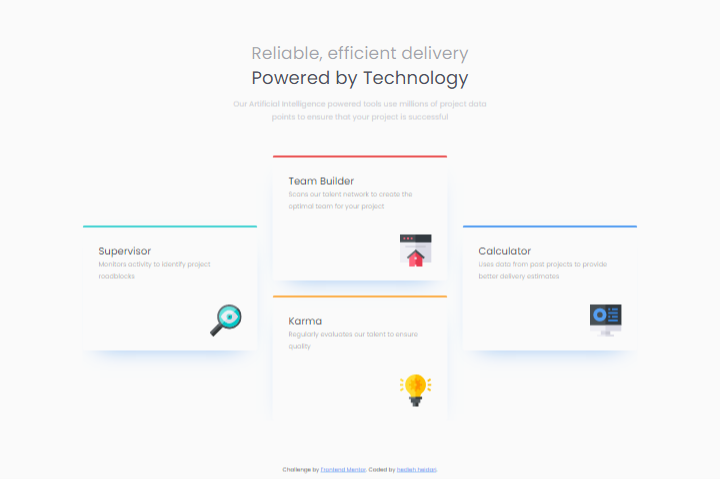 Reliable, efficient delivery
Powered by Technology
Our Artificial Intelligence powered tools use millions of project data
points to ensure that your project is successful
Team Builder
Scans our talent network to create the
optimal team for your project
Supervisor
Monitors activity to identify project
roadblocks
Calculator
Uses data from past projects to provide
better delivery estimates
Karma
Regularly evaluates our talent to ensure
quality
Challenge by Frontend Mentor. Coded by